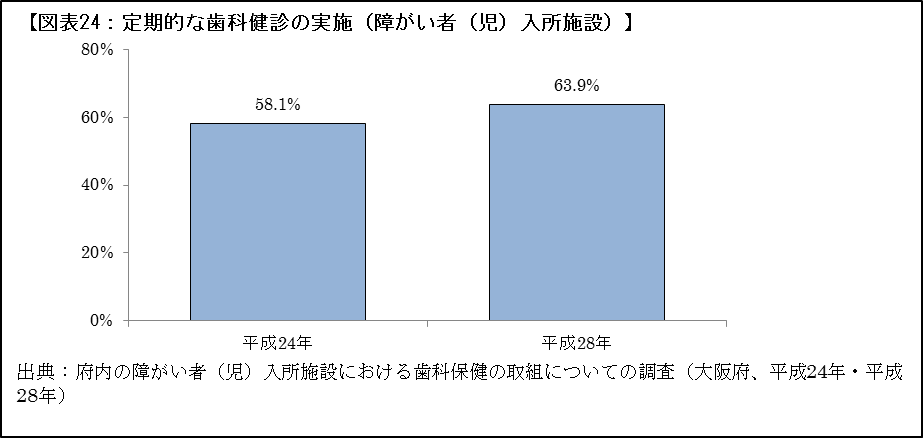 【図表24：定期的な歯科健診の実施（障がい者（児）入所施設）】
80%
60%
40%
20%
0%
58.1%
63.9%
平成24年
平成28年
出典：府内の障がい者（児）入所施設における歯科保健の取組についての調査（大阪府、平成24年・平成
28年）